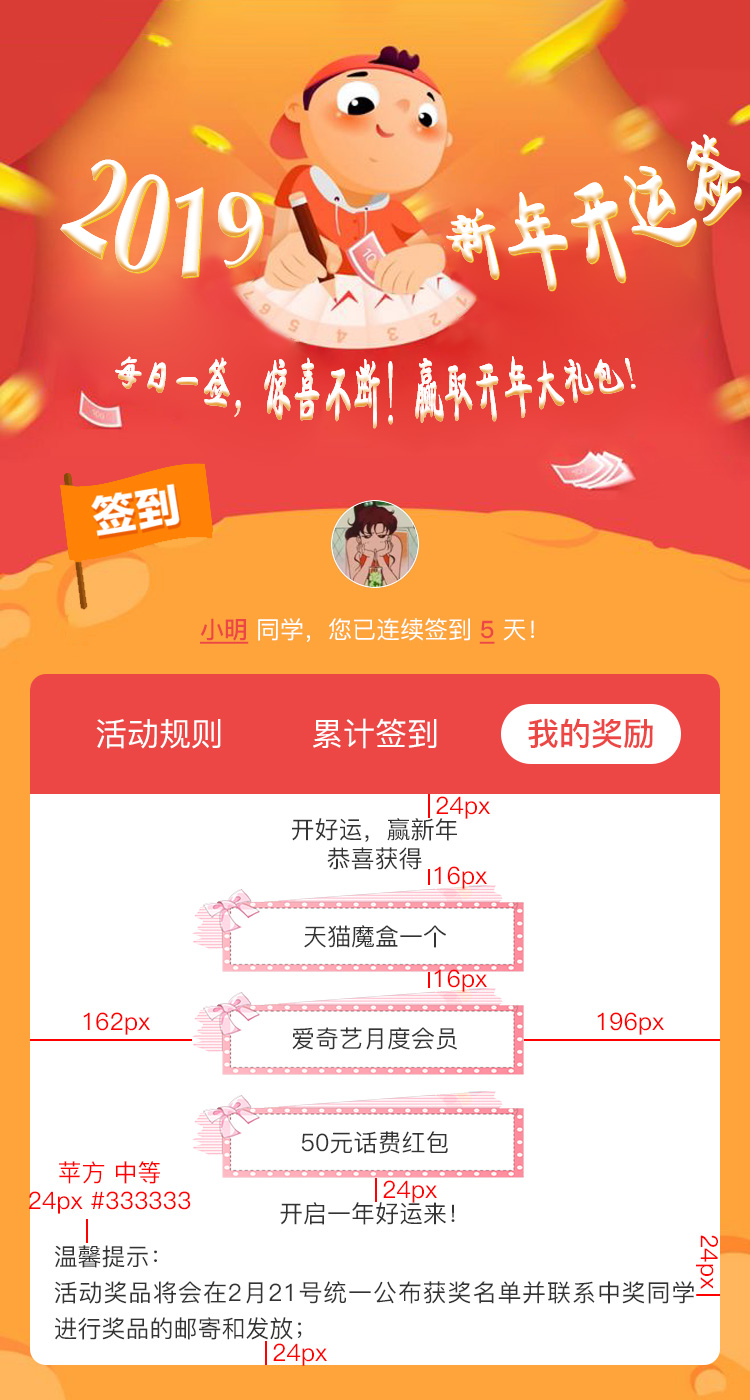 2019
新年开运签
每日一签，惊喜不断！赢取开年大礼包！
签到
小明 同学，您已连续签到 5 天！
活动规则 累计签到 我的奖励
24px
开好运，赢新年
恭喜获得
16px
天猫魔盒一个
16px
162px
196px
爱奇艺月度会员
50元话费红包
苹方 中等
24px #333333
24px
开启一年好运来！
温馨提示：
24px
活动奖品将会在2月21号统一公布获奖名单并联系中奖同学
进行奖品的邮寄和发放；
24px